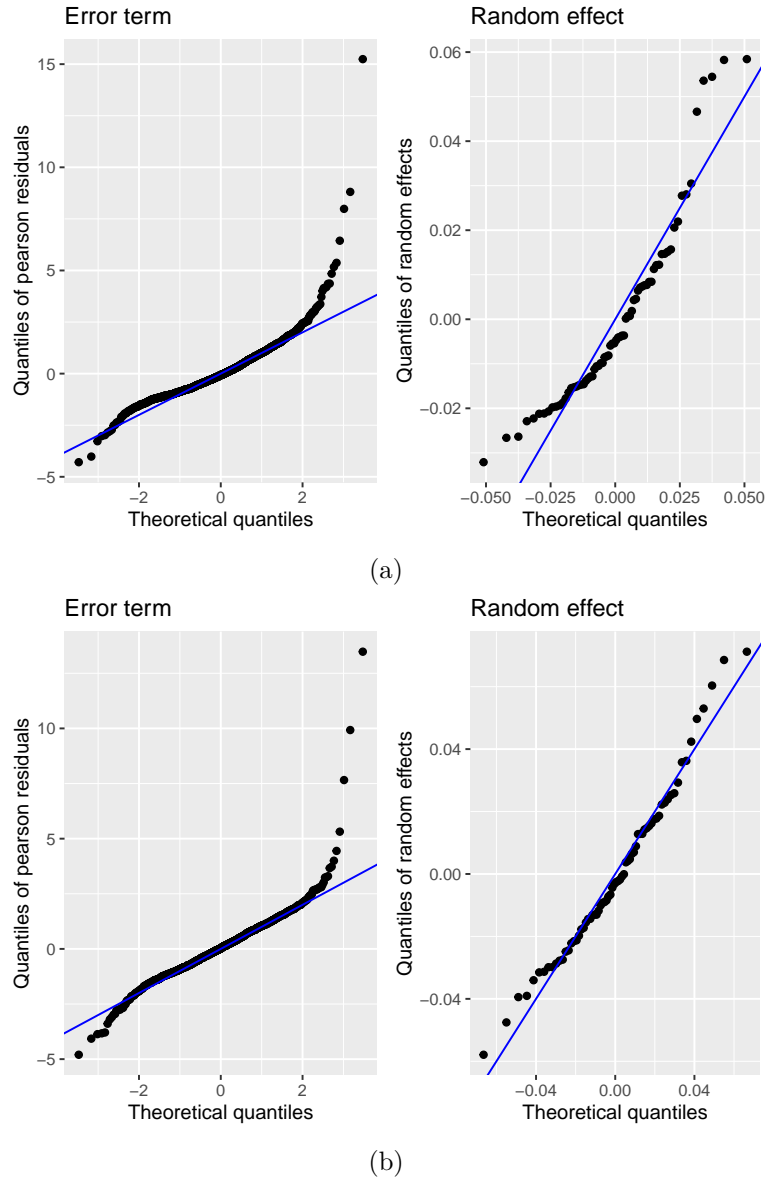 Error term
Random effect
Quantiles of pearson residuals
15
10
5
0
−5
−2
0
2
Theoretical quantiles
Quantiles of random effects
0.06
0.04
0.02
0.00
−0.02
−0.050
−0.025
0.000
0.025
0.050
Theoretical quantiles
(a)
Error term
Random effect
Quantiles of pearson residuals
10
5
0
−5
−2
0
2
Theoretical quantiles
Quantiles of random effects
0.04
0.00
−0.04
−0.04
0.00
0.04
Theoretical quantiles
(b)